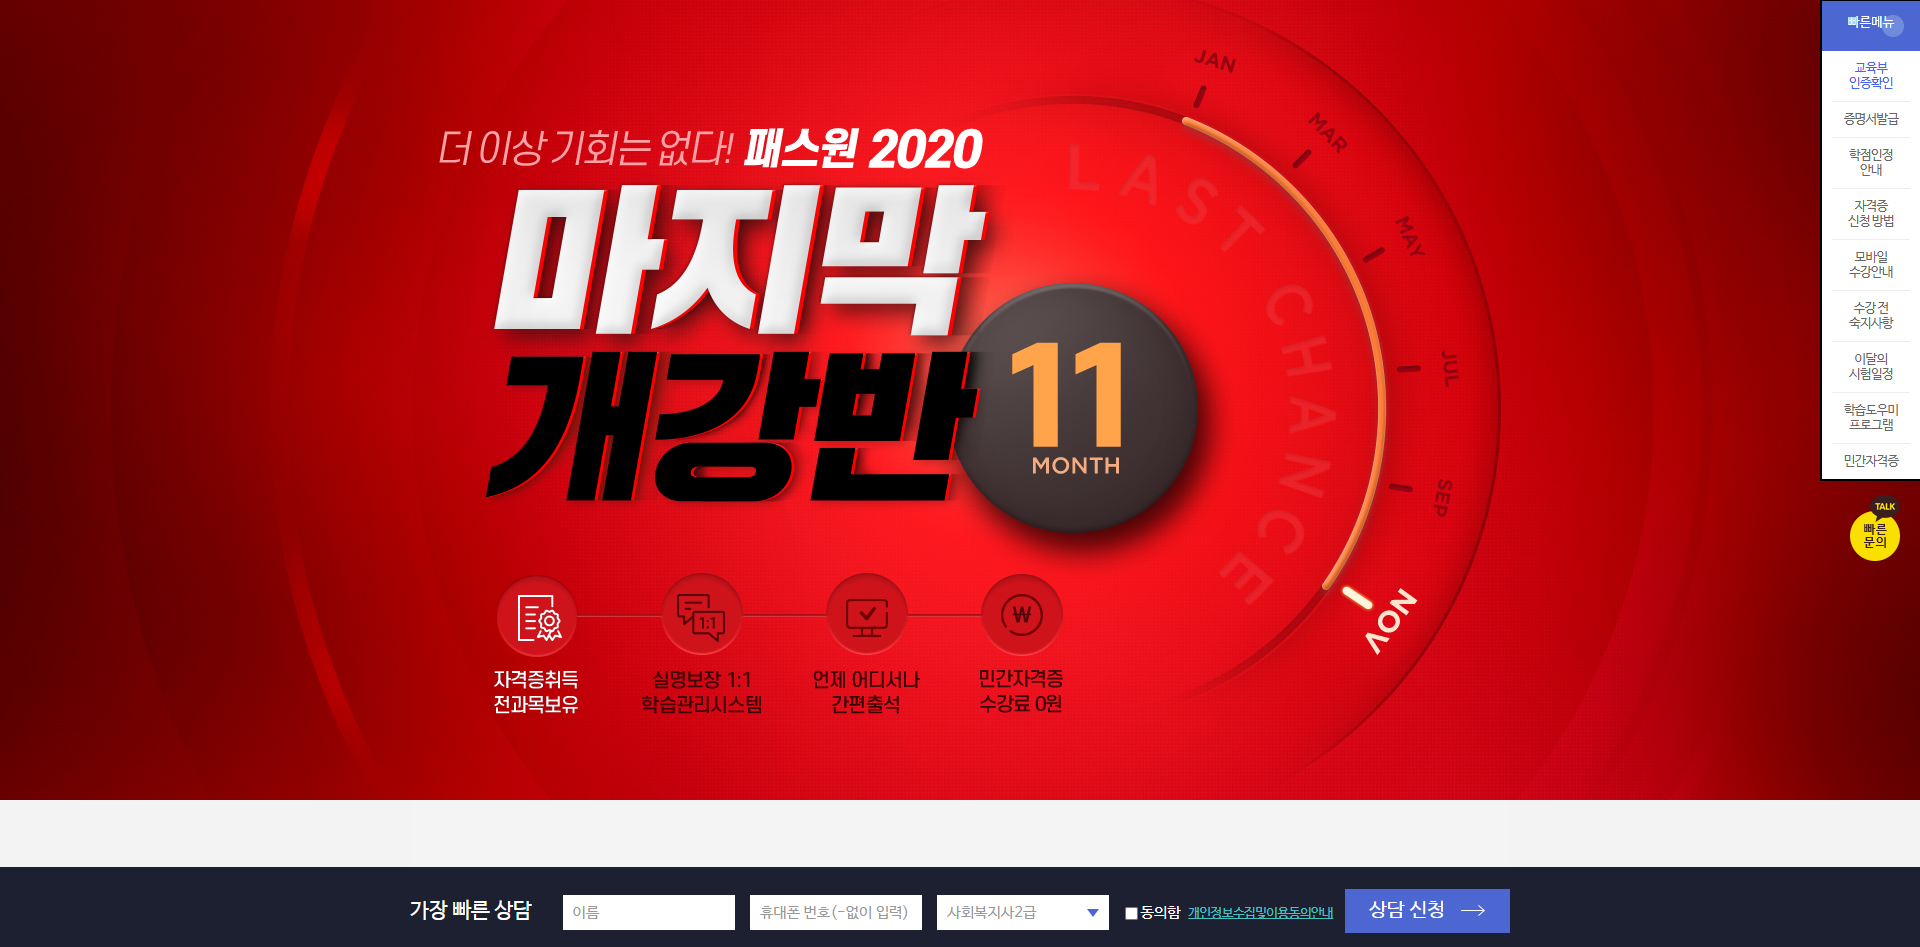 더 이상 기회는 없다! 패스원 2020
마지막
개강반
11
MONTH
LAST CHANCE
JAN
MAR
MAY
JUL
SEP
NOV
1:1
자격증취득
전과목보유
실명보장 1:1
학습관리시스템
언제 어디서나
간편출석
민간자격증
수강료 0원
빠른메뉴
교육부
인증확인
증명서발급
학점인정
안내
자격증
신청 방법
모바일
수강안내
수강 전
숙지사항
이달의
시험일정
학습도우미
프로그램
민간자격증
TALK
빠른
문의
가장 빠른 상담
이름
휴대폰 번호(-없이 입력)
사회복지사2급
동의함 개인정보수집및이용동의안내
상담 신청